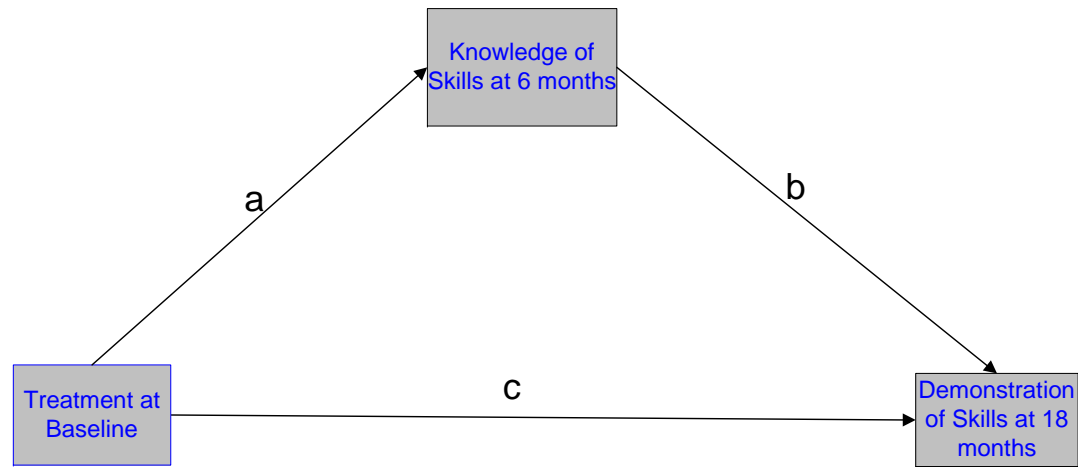 Knowledge of
Skills at 6 months
a
b
Treatment at
Baseline
c
Demonstration
of Skills at 18
months